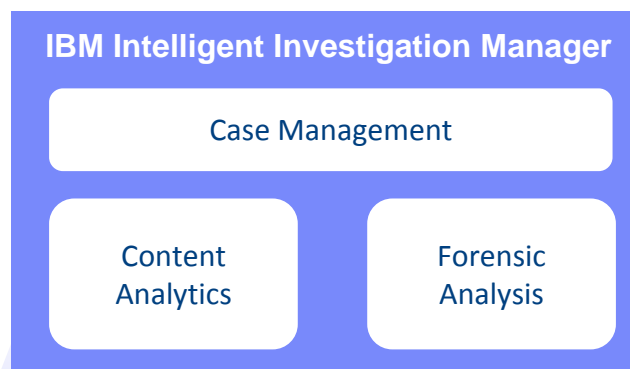 IBM Intelligent Investigation Manager
Case Management
Content
Analytics
Forensic
Analysis